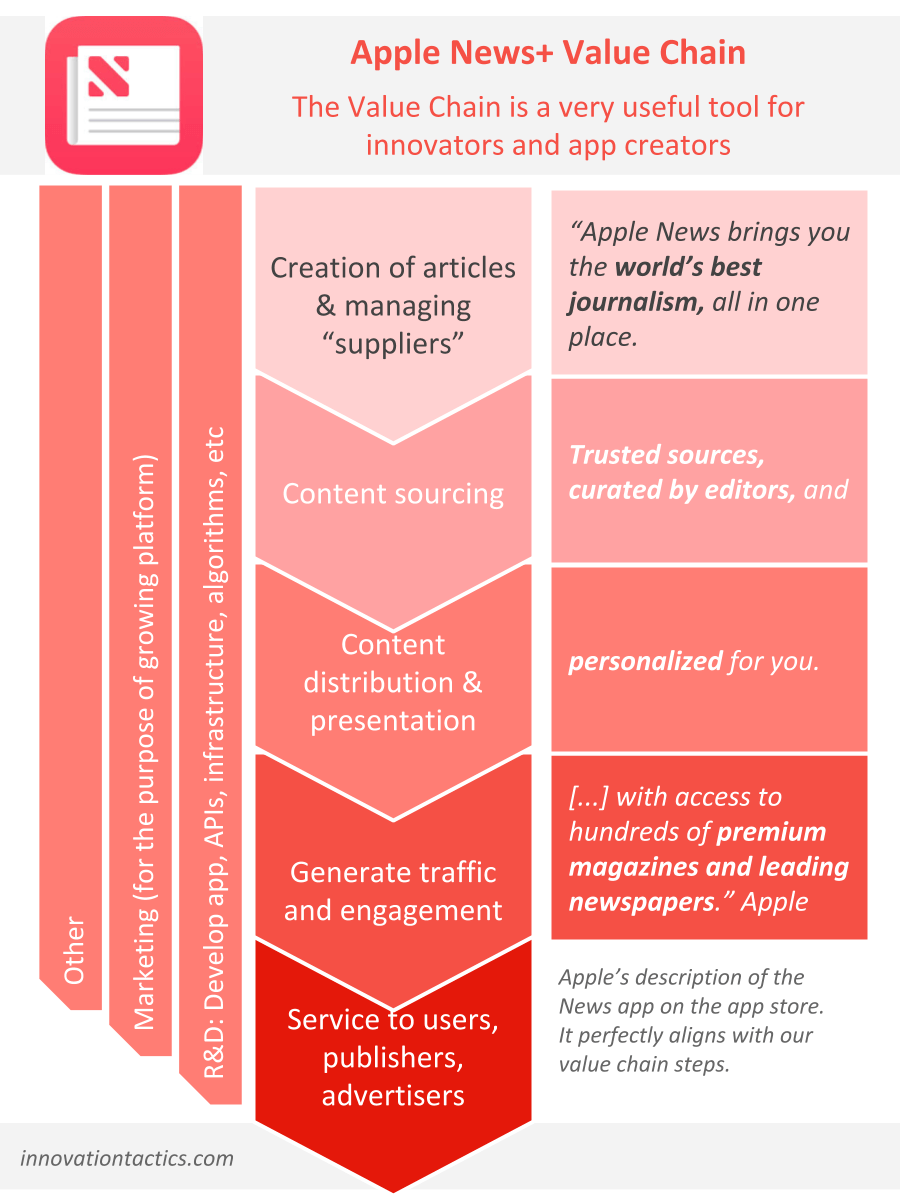 Apple News+ Value Chain
The Value Chain is a very useful tool for
innovators and app creators
Other
Marketing (for the purpose of growing platform)
R&D: Develop app, APIs, infrastructure, algorithms, etc
Creation of articles
& managing
“suppliers”
“Apple News brings you
the world’s best
journalism, all in one
place.
Content sourcing
Trusted sources,
curated by editors, and
Content
distribution &
presentation
personalized for you.
Generate traffic
and engagement
[...] with access to
hundreds of premium
magazines and leading
newspapers.” Apple
Service to users,
publishers,
advertisers
Apple’s description of the
News app on the app store.
It perfectly aligns with our
value chain steps.
innovationtactics.com